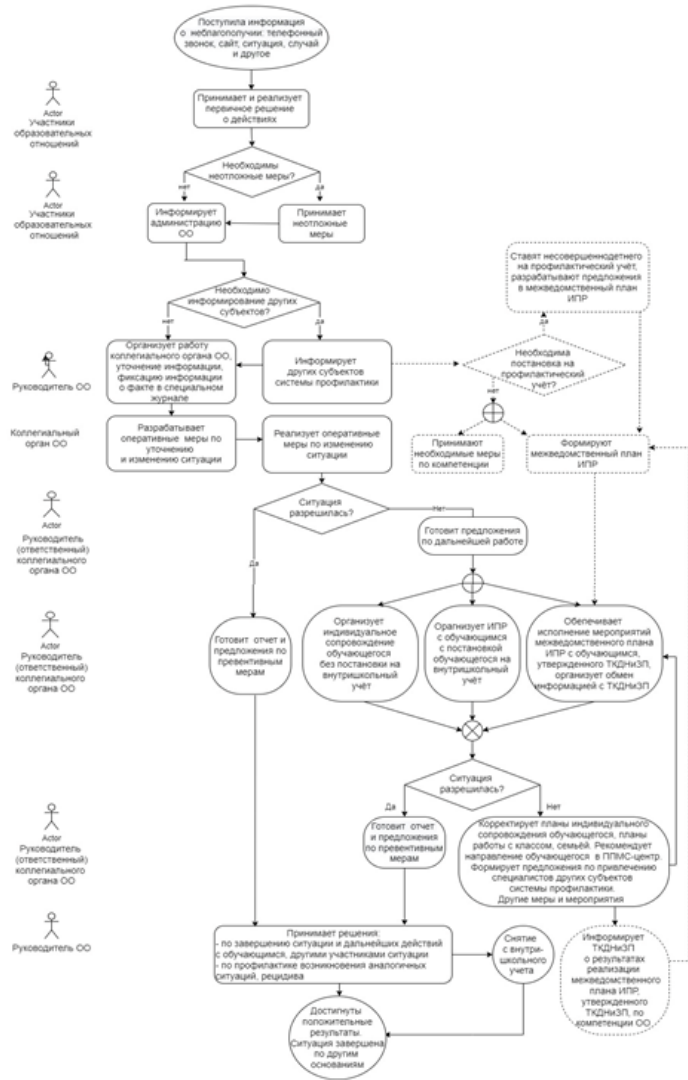 Поступила информация
о неблагополучии: телефонный
звонок, сайт, ситуация, случай
и другое
Actor
Участники
образовательных
отношений
Принимает и реализует
первичное решение
о действиях
Необходимы
неотложные меры?
нет
да
Actor
Участники
образовательных
отношений
Информирует
администрацию
ОО
Принимает
неотложные
меры
Необходимо
информирование других
субъектов?
нет
да
Ставят несовершеннодетнего
на профилактический учёт,
разрабатывают предложения
в межведомственный план
ИПР
да
Необходима
постановка на
профилактический
учёт?
нет
Руководитель ОО
Организует работу
коллегиального органа ОО,
уточнение информации,
фиксацию информации
о факте в специальном
журнале
Информирует
других субъектов
системы профилактики
Коллегиальный
орган ОО
Разрабатывает
оперативные меры по
уточнению
и изменению ситуации
Реализует оперативные
меры по изменению
ситуации
Принимают
необходимые меры
по компетенции
Формируют
межведомственный план
ИПР
Ситуация
разрешилась?
Да
Нет
Actor
Руководитель
(ответственный)
коллегиального
органа ОО
Готовит предложения
по дальнейшей работе
Actor
Руководитель
(ответственный)
коллегиального
органа ОО
Готовит отчет и
предложения по
превентивным
мерам
Организует
индивидуальное
сопровождение
обучающегося
без постановки на
внутришкольный
учёт
Орагнизует ИПР
с обучающимся
с постановкой
обучающегося на
внутришкольный
учёт
Обепечивает
исполнение мероприятий
межведомственного плана
ИПР с обучающимся,
утвержденного ТКДНиЗП,
организует обмен
информацией с ТКДНиЗП
Ситуация
разрешилась?
Да
Нет
Actor
Руководитель
(ответственный)
коллегиального
органа ОО
Готовит отчет
и предложения
по превентивным
мерам
Корректирует планы индивидуального
сопровождения обучающегося, планы
работы с классом, семьёй. Рекомендует
направление обучающегося в ППМС-центр.
Формирует предложения по привлечению
специалистов других субъектов
системы профилактики.
Другие меры и мероприятия
Руководитель ОО
Принимает решения:
- по завершению ситуации и дальнейших действий
с обучающимся, другими участниками ситуации
- по профилактике возникновения аналогичных
ситуаций, рецидива
Снятие
с внутри-
школьного
учета
Информирует
ТКДНиЗП
о результатах
реализации
межведомственного
плана ИПР,
утвержденного
ТКДНиЗП, по
компетенции ОО,
Достигнуты
положительные
результаты.
Ситуация завершена
по другим
основаниям